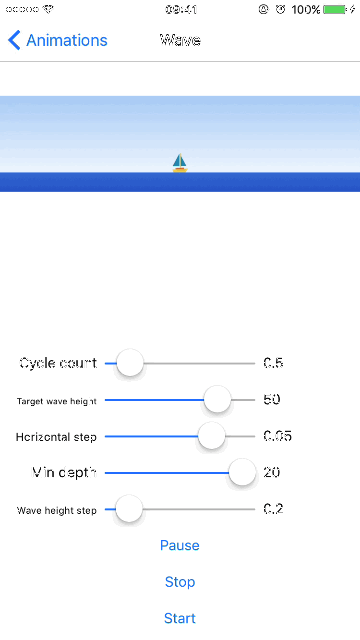 09:41 100%
Animations Wave
Cycle count 0.5
Target wave height 50
Horizontal step 0.05
Min depth 20
Wave height step 0.2
Pause
Stop
Start